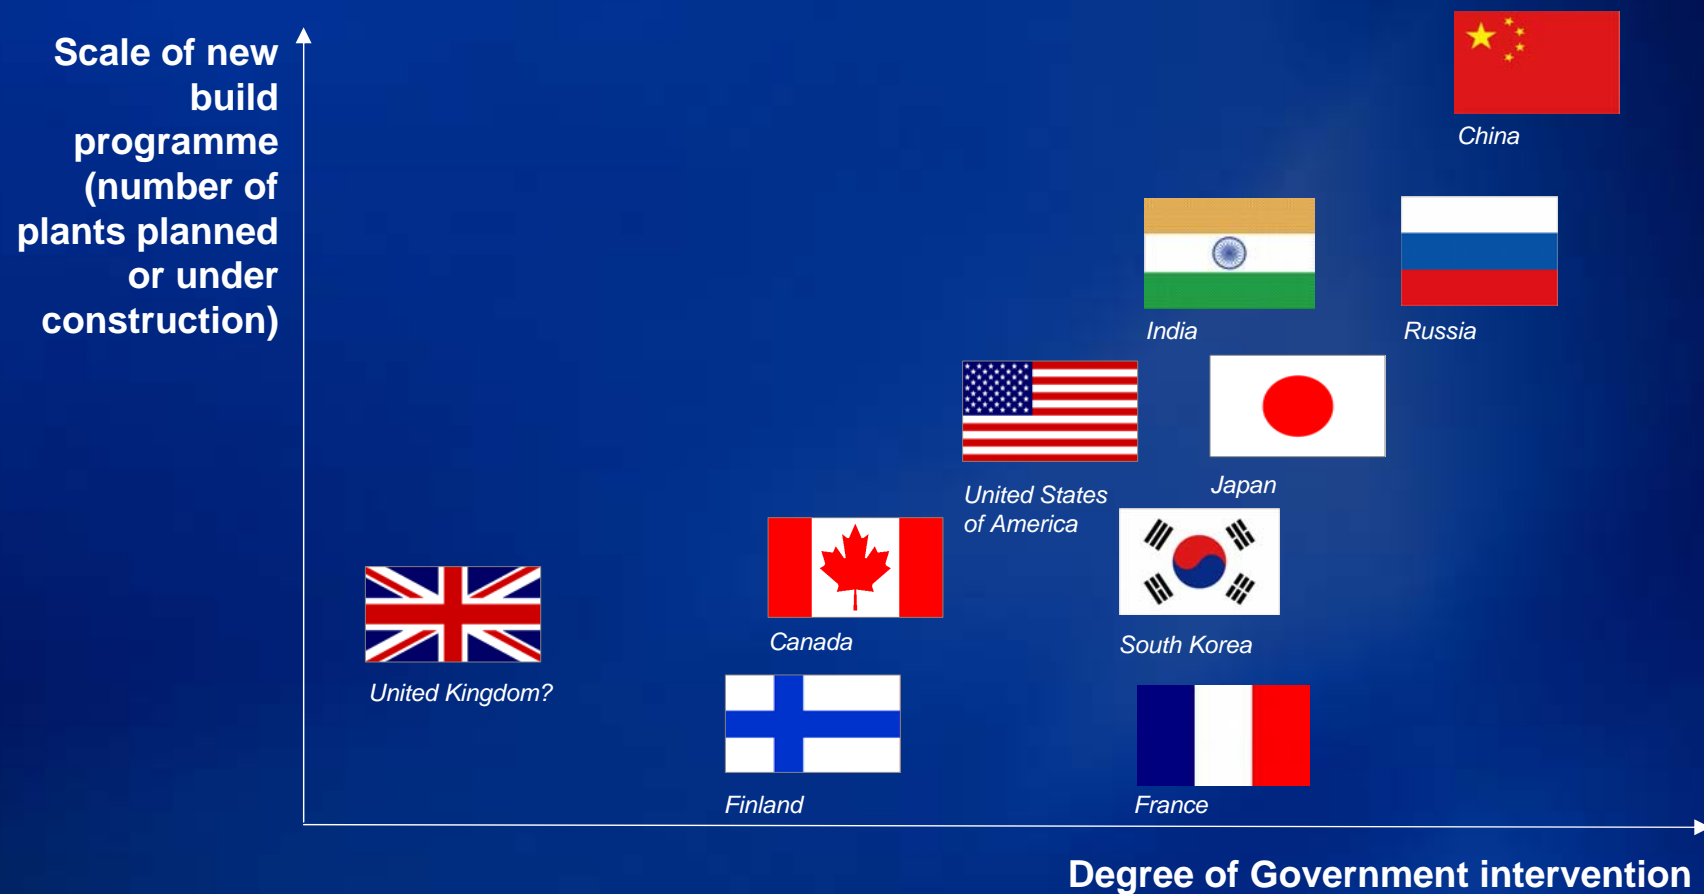 Scale of new
build
programme
(number of
plants planned
or under
construction)
China
India
Russia
United States
of America
Japan
Canada
South Korea
United Kingdom?
Finland
France
Degree of Government intervention